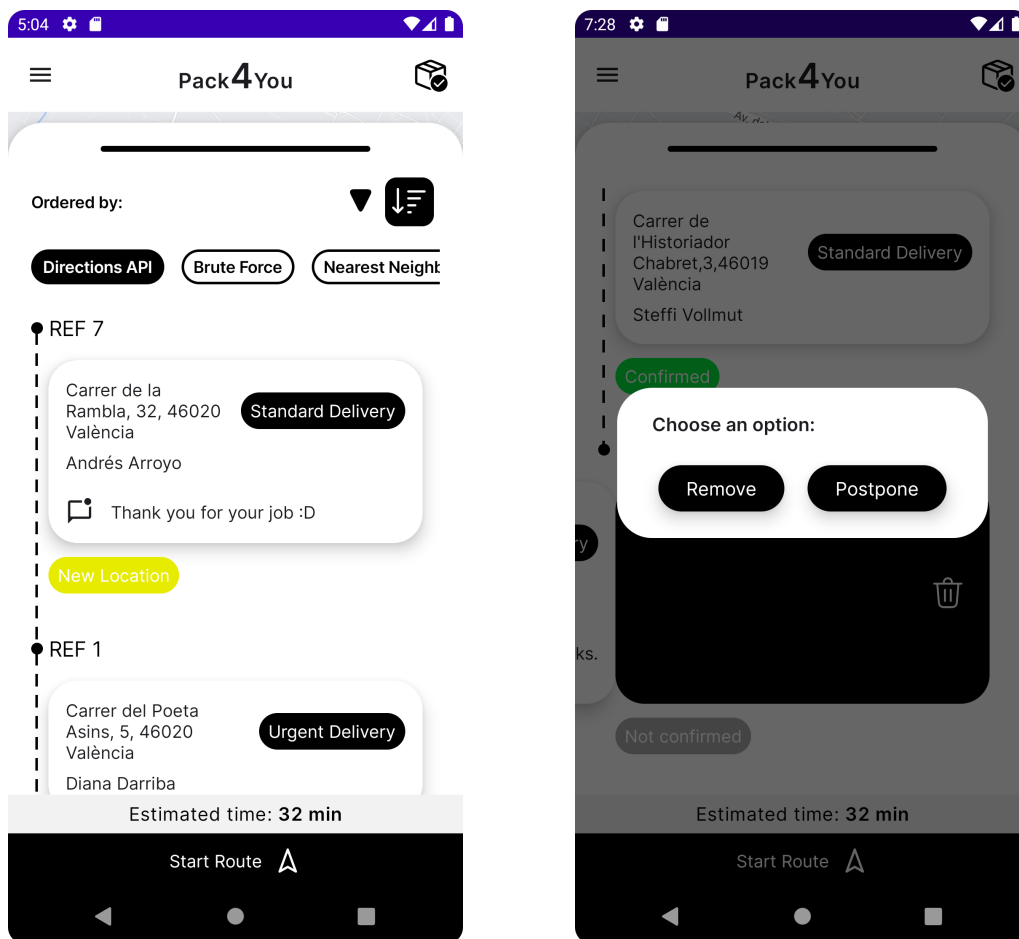 5:04
Pack4You
Ordered by:
Directions API
Brute Force
Nearest Neighb
REF 7
Carrer de la
Rambla, 32, 46020
València
Standard Delivery
Andrés Arroyo
Thank you for your job :D
New Location
REF 1
Carrer del Poeta
Asins, 5, 46020
València
Urgent Delivery
Diana Darriba
Estimated time: 32 min
Start Route
7:28
Pack4You
Carrer de
l'Historiador
Chabret,3,46019
València
Standard Delivery
Steffi Vollmut
Confirmed
Choose an option:
Remove
Postpone
ry
ks.
Not confirmed
Estimated time: 32 min
Start Route